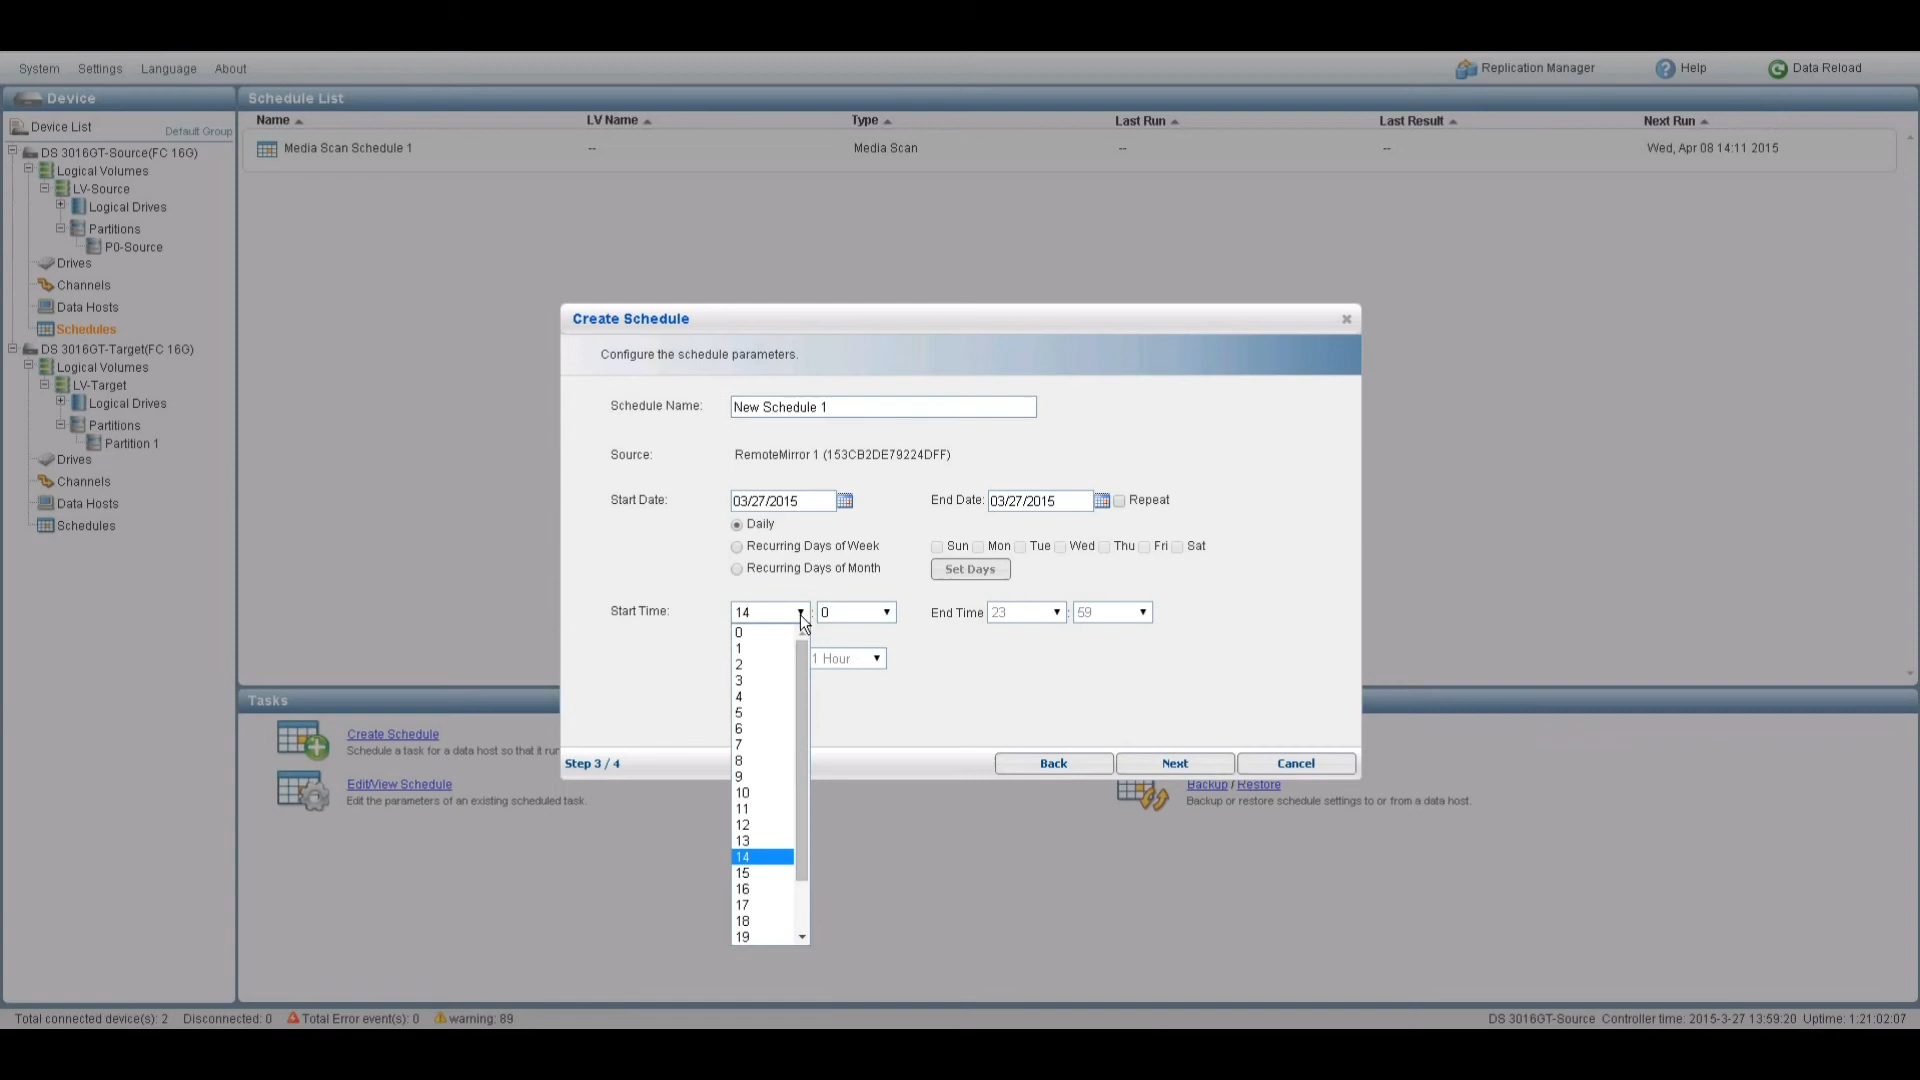 System Settings Language About Replication Manager Help Data Reload
Device
Schedule List
Device List Default Group
Name LV Name Type Last Run Last Result Next Run
Media Scan Schedule 1 -- Media Scan -- -- Wed, Apr 08 14:11 2015
DS 3016GT-Source(FC 16G)
Logical Volumes
LV-Source
Logical Drives
Partitions
P0-Source
Drives
Channels
Data Hosts
Schedules
DS 3016GT-Target(FC 16G)
Logical Volumes
LV-Target
Logical Drives
Partitions
Partition 1
Drives
Channels
Data Hosts
Schedules
Create Schedule
Configure the schedule parameters.
Schedule Name: New Schedule 1
Source: RemoteMirror 1 (153CB2DE79224DFF)
Start Date: 03/27/2015 End Date: 03/27/2015 Repeat
Daily
Recurring Days of Week Sun Mon Tue Wed Thu Fri Sat
Recurring Days of Month Set Days
Start Time: 14 : 0 End Time 23 : 59
0
1
2
3
4
5
6
7
8
9
10
11
12
13
14
15
16
17
18
19
1 Hour
Step 3 / 4 Back Next Cancel
Tasks
Create Schedule
Schedule a task for a data host so that it
Edit/View Schedule
Edit the parameters of an existing scheduled task.
Backup / Restore
Backup or restore schedule settings to or from a data host.
Total connected device(s): 2 Disconnected: 0 Total Error event(s): 0 warning: 89 DS 3016GT-Source Controller time: 2015-3-27 13:59:20 Uptime: 1:21:02:07